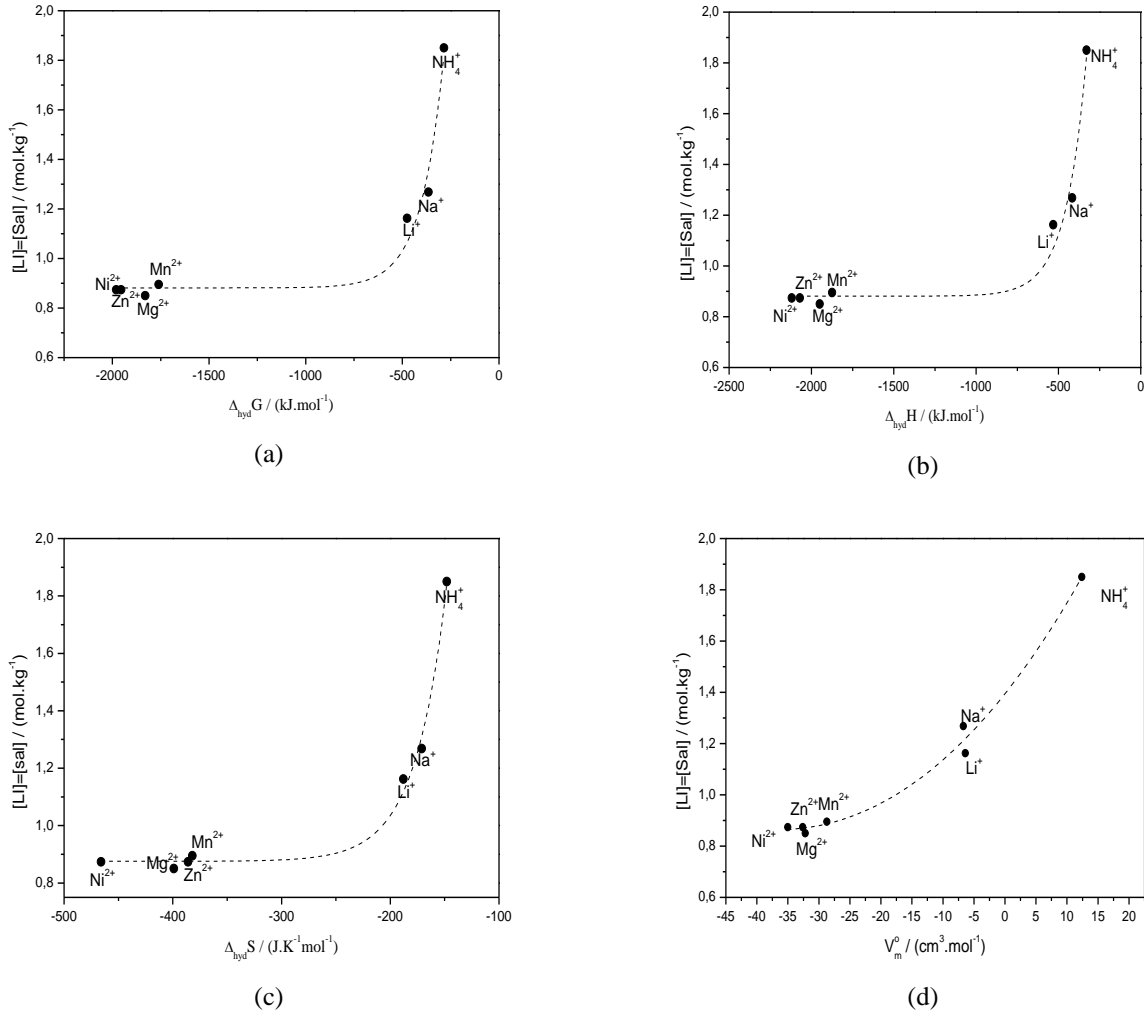 2,0
1,8
1,6
1,4
1,2
1,0
0,8
0,6
[LI]=[Sal] / (mol.kg⁻¹)
NH₄⁺
Na⁺
Li⁺
Ni²⁺
Mn²⁺
Zn²⁺
Mg²⁺
-2000 -1500 -1000 -500 0
ΔhydG / (kJ.mol⁻¹)
(a)
2,0
1,8
1,6
1,4
1,2
1,0
0,8
0,6
[LI]=[Sal] / (mol.kg⁻¹)
NH₄⁺
Na⁺
Li⁺
Zn²⁺ Mn²⁺
Ni²⁺ Mg²⁺
-2500 -2000 -1500 -1000 -500 0
ΔhydH / (kJ.mol⁻¹)
(b)
2,0
1,8
1,6
1,4
1,2
1,0
0,8
[LI]=[sal] / (mol.kg⁻¹)
NH₄⁺
Na⁺
Li⁺
Mn²⁺
Mg²⁺
Ni²⁺ Zn²⁺
-500 -400 -300 -200 -100
ΔhydS / (J.K⁻¹mol⁻¹)
(c)
2,0
1,8
1,6
1,4
1,2
1,0
0,8
0,6
[LI]=[Sal] / (mol.kg⁻¹)
NH₄⁺
Na⁺
Li⁺
Zn²⁺Mn²⁺
Ni²⁺
Mg²⁺
-45 -40 -35 -30 -25 -20 -15 -10 -5 0 5 10 15 20
V°m / (cm³.mol⁻¹)
(d)